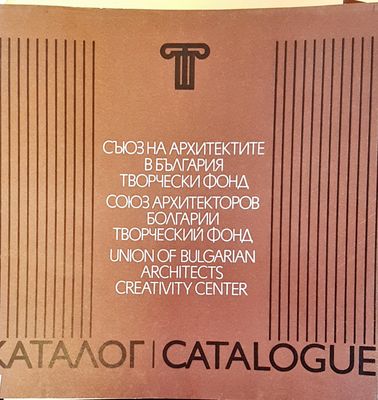 СЪЮЗ НА АРХИТЕКТИТЕ
В БЪЛГАРИЯ
ТВОРЧЕСКИ ФОНД
СОЮЗ АРХИТЕКТОРОВ
БОЛГАРИИ
ТВОРЧЕСКИЙ ФОНД
UNION OF BULGARIAN
ARCHITECTS
CREATIVITY CENTER
КАТАЛОГ | CATALOGUE